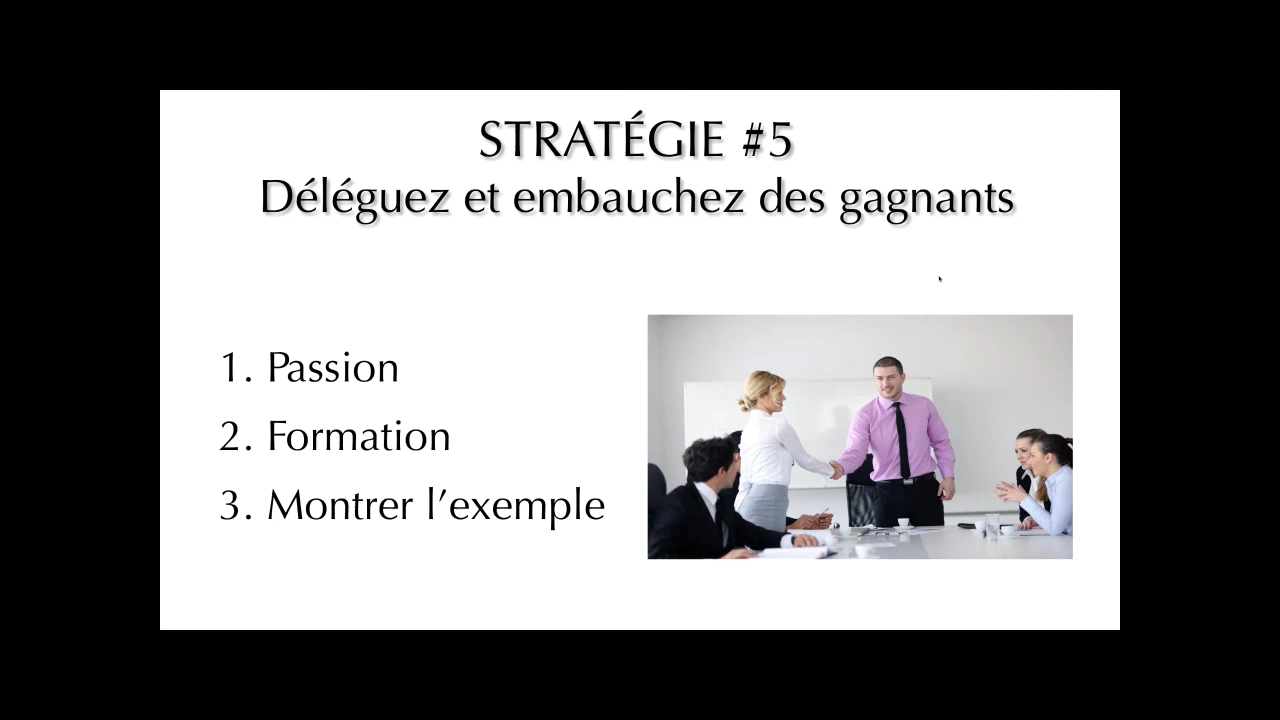 STRATÉGIE #5
Déléguez et embauchez des gagnants
1. Passion
2. Formation
3. Montrer l’exemple